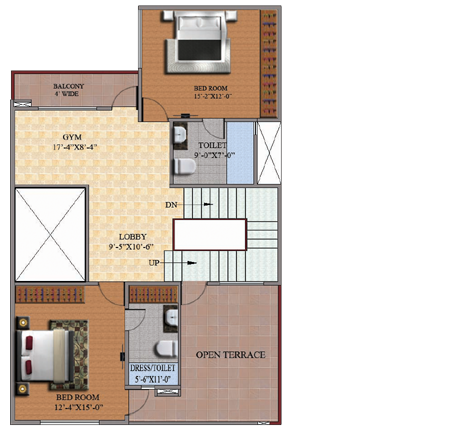 BED ROOM
15'-2"X12'-0"
BALCONY
4' WIDE
GYM
17'-4"X8'-4"
TOILET
9'-0"X7'-0"
DN
LOBBY
9'-5"X10'-6"
UP
OPEN TERRACE
DRESS/TOILET
5'-6"X11'-0"
BED ROOM
12'-4"X15'-0"